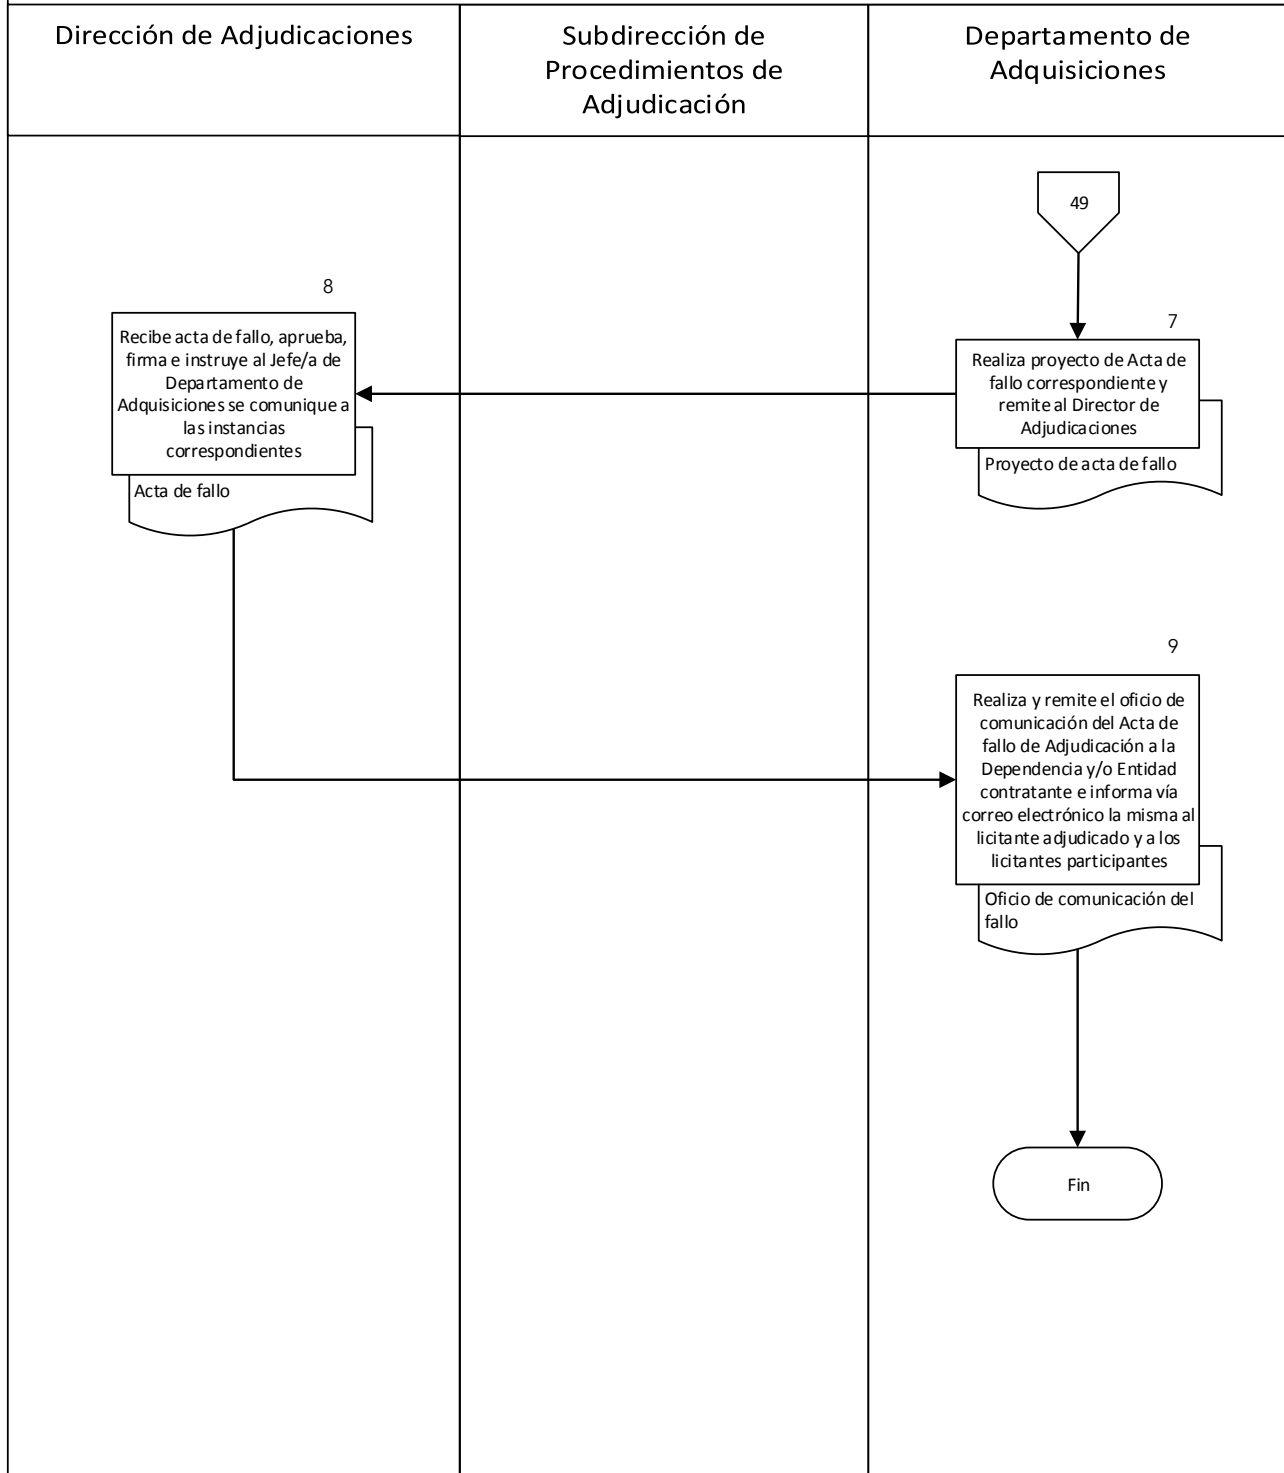 Dirección de Adjudicaciones
Subdirección de
Procedimientos de
Adjudicación
Departamento de
Adquisiciones
49
7
Realiza proyecto de Acta de
fallo correspondiente y
remite al Director de
Adjudicaciones
Proyecto de acta de fallo
8
Recibe acta de fallo, aprueba,
firma e instruye al Jefe/a de
Departamento de
Adquisiciones se comunique a
las instancias
correspondientes
Acta de fallo
9
Realiza y remite el oficio de
comunicación del Acta de
fallo de Adjudicación a la
Dependencia y/o Entidad
contratante e informa vía
correo electrónico la misma al
licitante adjudicado y a los
licitantes participantes
Oficio de comunicación del
fallo
Fin